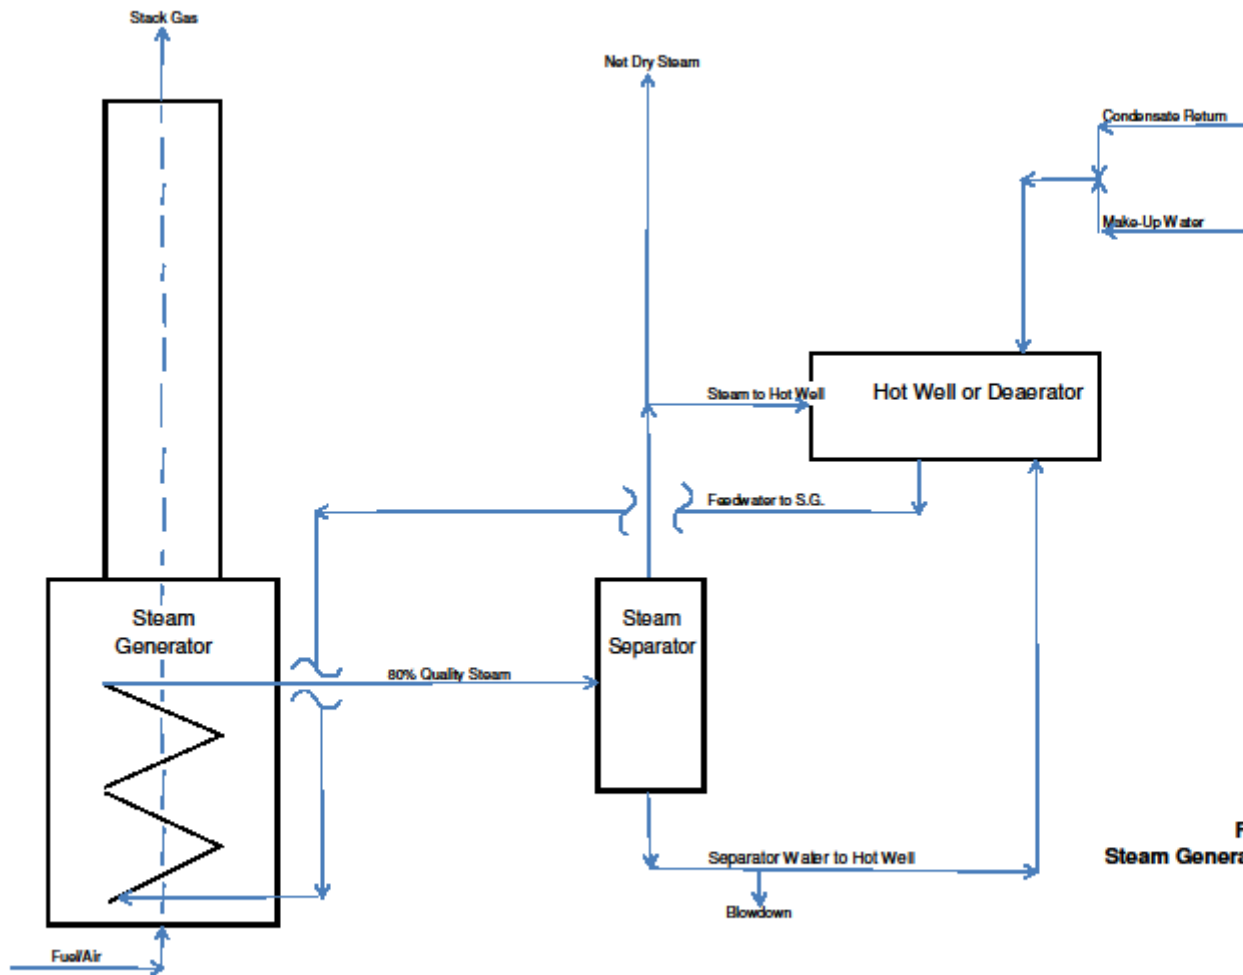 Stack Gas
Net Dry Steam
Condensate Return
Make-Up Water
Steam to Hot Well
Hot Well or Deaerator
Feedwater to S.G.
Steam
Generator
Steam
Separator
80% Quality Steam
F
Steam Genera
Separator Water to Hot Well
Blowdown
Fuel/Air